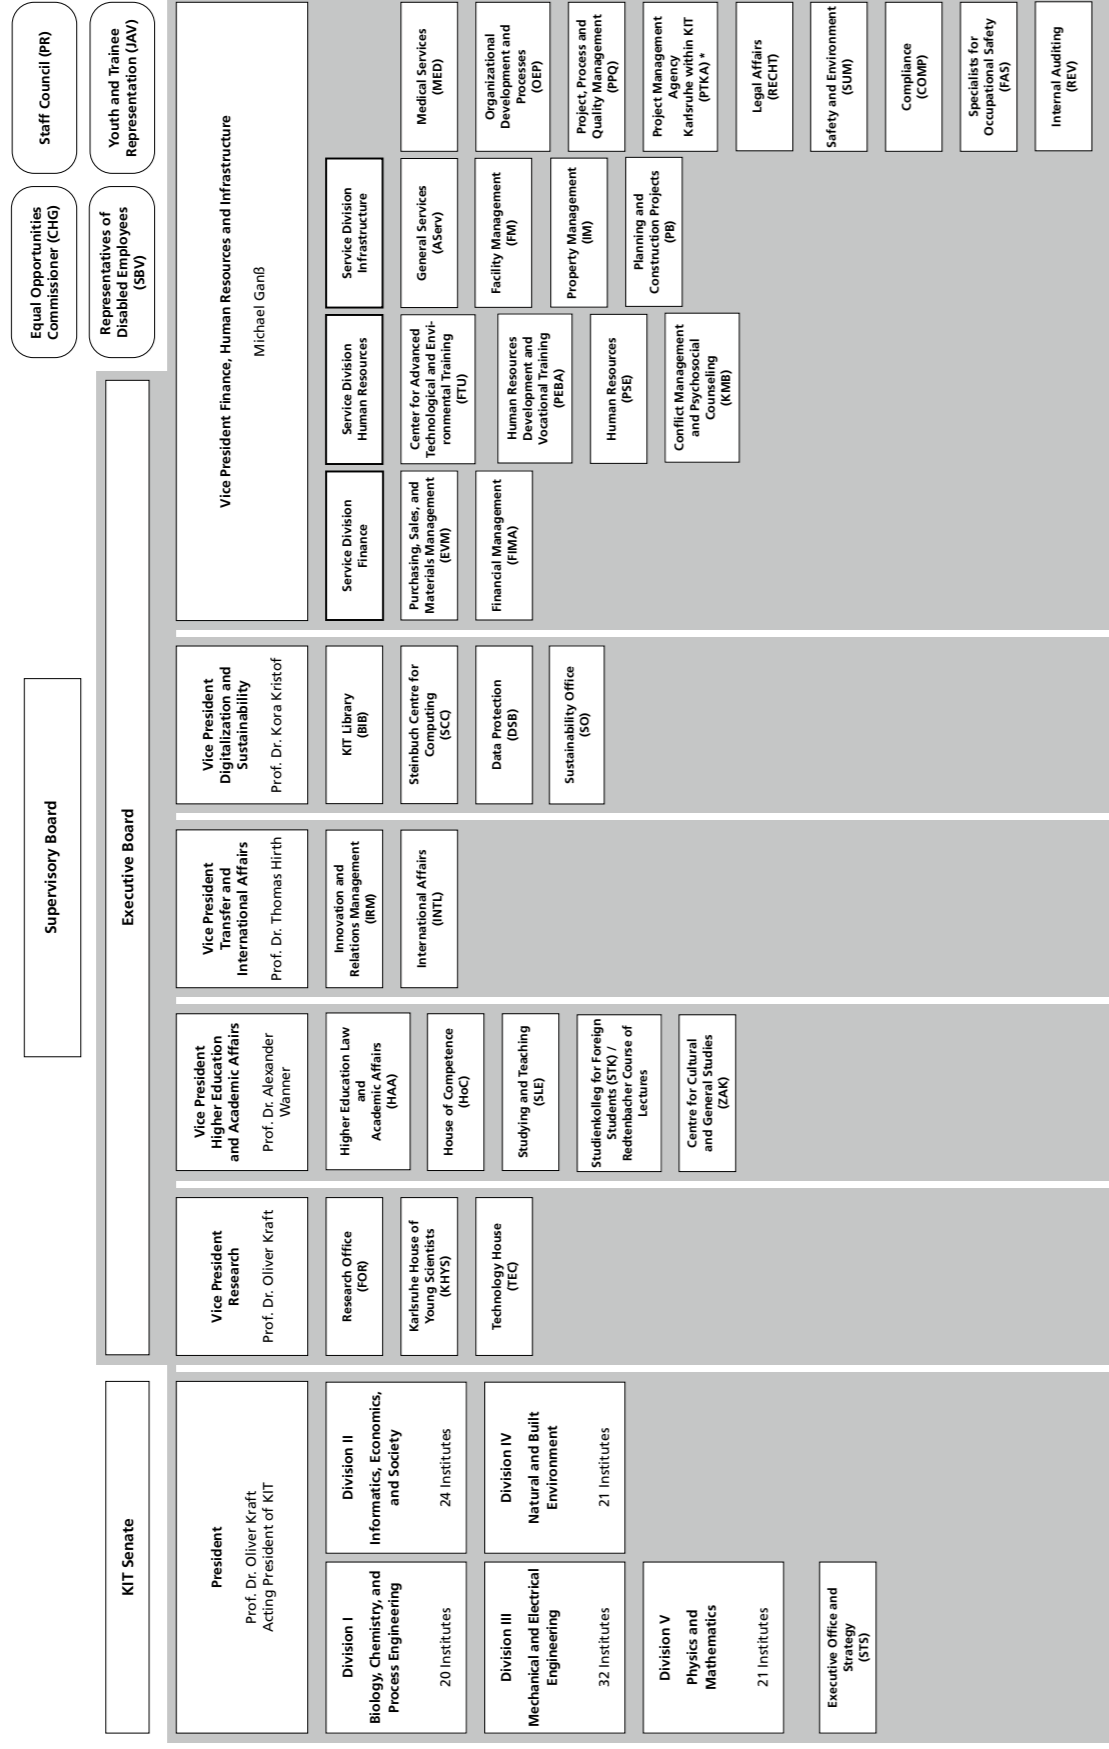 Supervisory Board
Equal Opportunities
Commissioner (CHG)
Staff Council (PR)
Representatives of
Disabled Employees
(SBV)
Youth and Trainee
Representation (JAV)
KIT Senate
Executive Board
President
Prof. Dr. Oliver Kraft
Acting President of KIT
Division I
Biology, Chemistry, and
Process Engineering
20 Institutes
Division II
Informatics, Economics,
and Society
24 Institutes
Division III
Mechanical and Electrical
Engineering
32 Institutes
Division IV
Natural and Built
Environment
21 Institutes
Division V
Physics and
Mathematics
21 Institutes
Executive Office and
Strategy
(STS)
Vice President
Research
Prof. Dr. Oliver Kraft
Research Office
(FOR)
Karlsruhe House of
Young Scientists
(KHYS)
Technology House
(TEC)
Vice President
Higher Education
and Academic Affairs
Prof. Dr. Alexander
Wanner
Higher Education Law
and
Academic Affairs
(HAA)
House of Competence
(HoC)
Studying and Teaching
(SLE)
Studienkolleg for Foreign
Students (STK) /
Redtenbacher Course of
Lectures
Centre for Cultural
and General Studies
(ZAK)
Vice President
Transfer and
International Affairs
Prof. Dr. Thomas Hirth
Innovation and
Relations Management
(IRM)
International Affairs
(INTL)
Vice President
Digitalization and
Sustainability
Prof. Dr. Kora Kristof
KIT Library
(BIB)
Steinbuch Centre for
Computing
(SCC)
Data Protection
(DSB)
Sustainability Office
(SO)
Vice President Finance, Human Resources and Infrastructure
Michael Ganß
Service Division
Finance
Purchasing, Sales, and
Materials Management
(EVM)
Financial Management
(FIMA)
Service Division
Human Resources
Center for Advanced
Technological and Envi-
ronmental Training
(FTU)
Human Resources
Development and
Vocational Training
(PEBA)
Human Resources
(PSE)
Conflict Management
and Psychosocial
Counseling
(KMB)
Service Division
Infrastructure
General Services
(AServ)
Facility Management
(FM)
Property Management
(IM)
Planning and
Construction Projects
(PB)
Medical Services
(MED)
Organizational
Development and
Processes
(OEP)
Project, Process and
Quality Management
(PPQ)
Project Management
Agency
Karlsruhe within KIT
(PTKA) *
Legal Affairs
(RECHT)
Safety and Environment
(SUM)
Compliance
(COMP)
Specialists for
Occupational Safety
(FAS)
Internal Auditing
(REV)